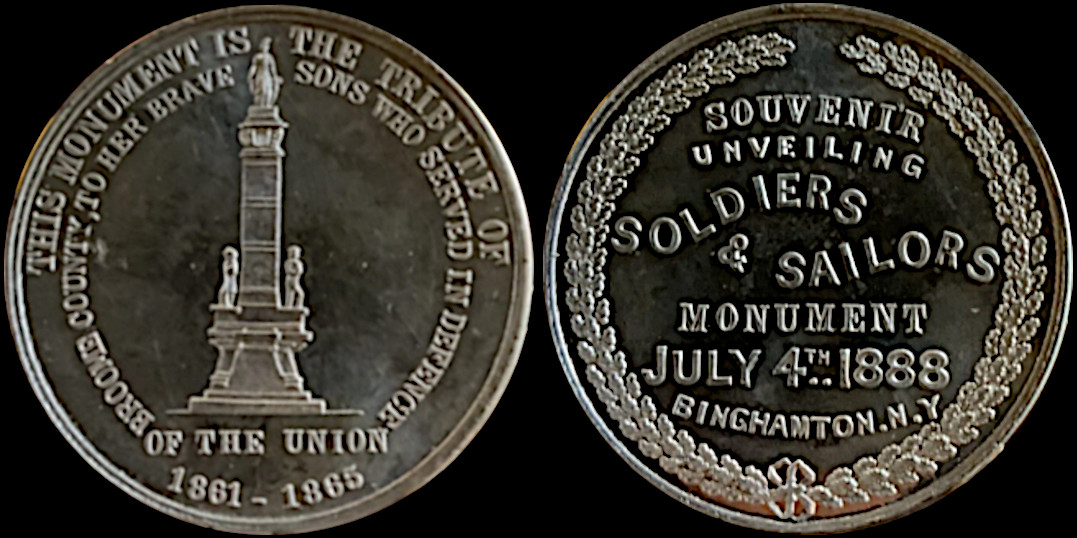 THIS MONUMENT IS THE TRIBUTE OF
BROOME COUNTY, TO HER BRAVE SONS WHO SERVED IN DEFENCE
OF THE UNION
1861 - 1865
SOUVENIR
UNVEILING
SOLDIERS
&
SAILORS
MONUMENT
JULY 4TH 1888
BINGHAMTON. N. Y